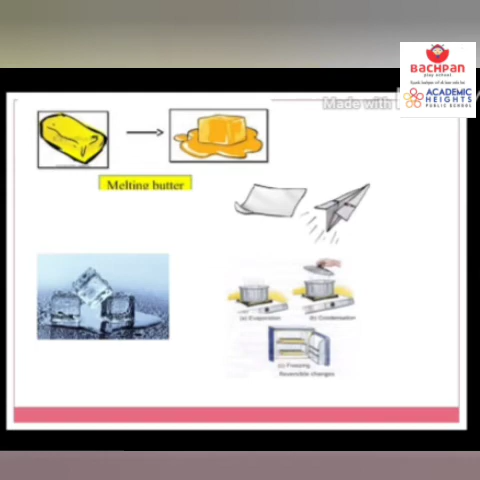 BACHPAN
play school
ACADEMIC
HEIGHTS
PUBLIC SCHOOL
Made with
Melting butter
(a) Evaporation
(b) Condensation
(c) Freezing
Reversible changes